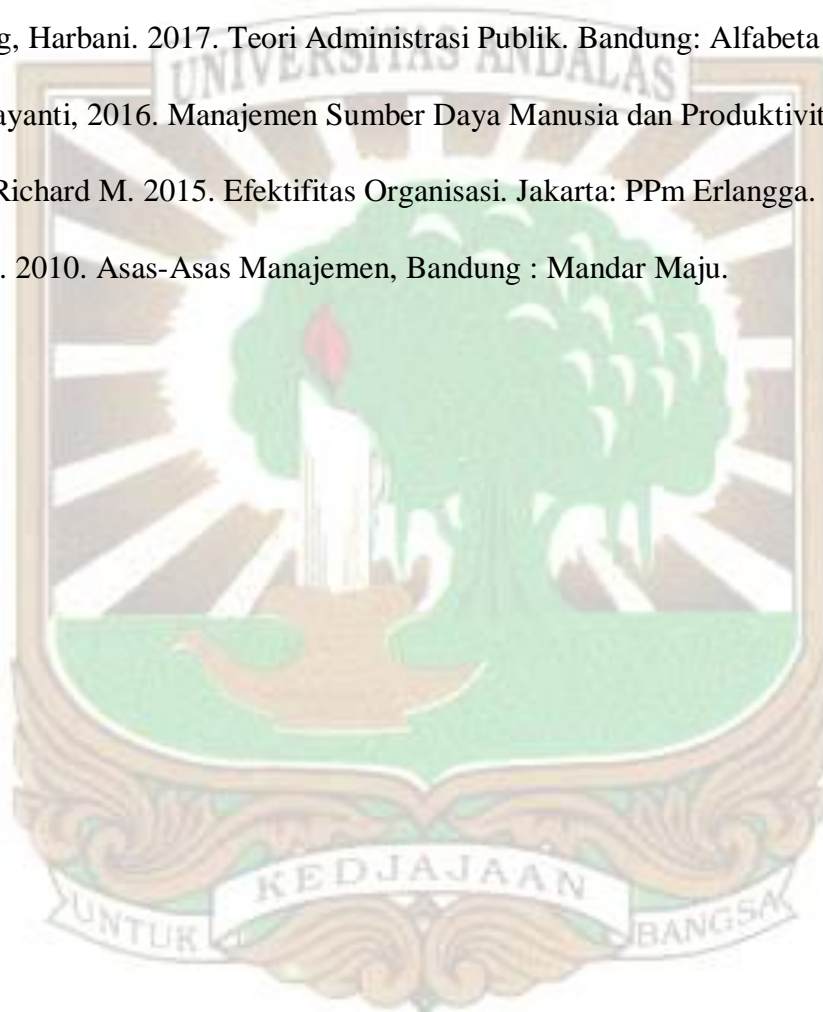 g, Harbani. 2017. Teori Administrasi Publik. Bandung: Alfabeta
UNIVERSITAS ANDALAS
ayanti, 2016. Manajemen Sumber Daya Manusia dan Produktivit
Richard M. 2015. Efektifitas Organisasi. Jakarta: PPm Erlangga.
. 2010. Asas-Asas Manajemen, Bandung : Mandar Maju.
KEDJAJAAN
UNTUK
BANGSA